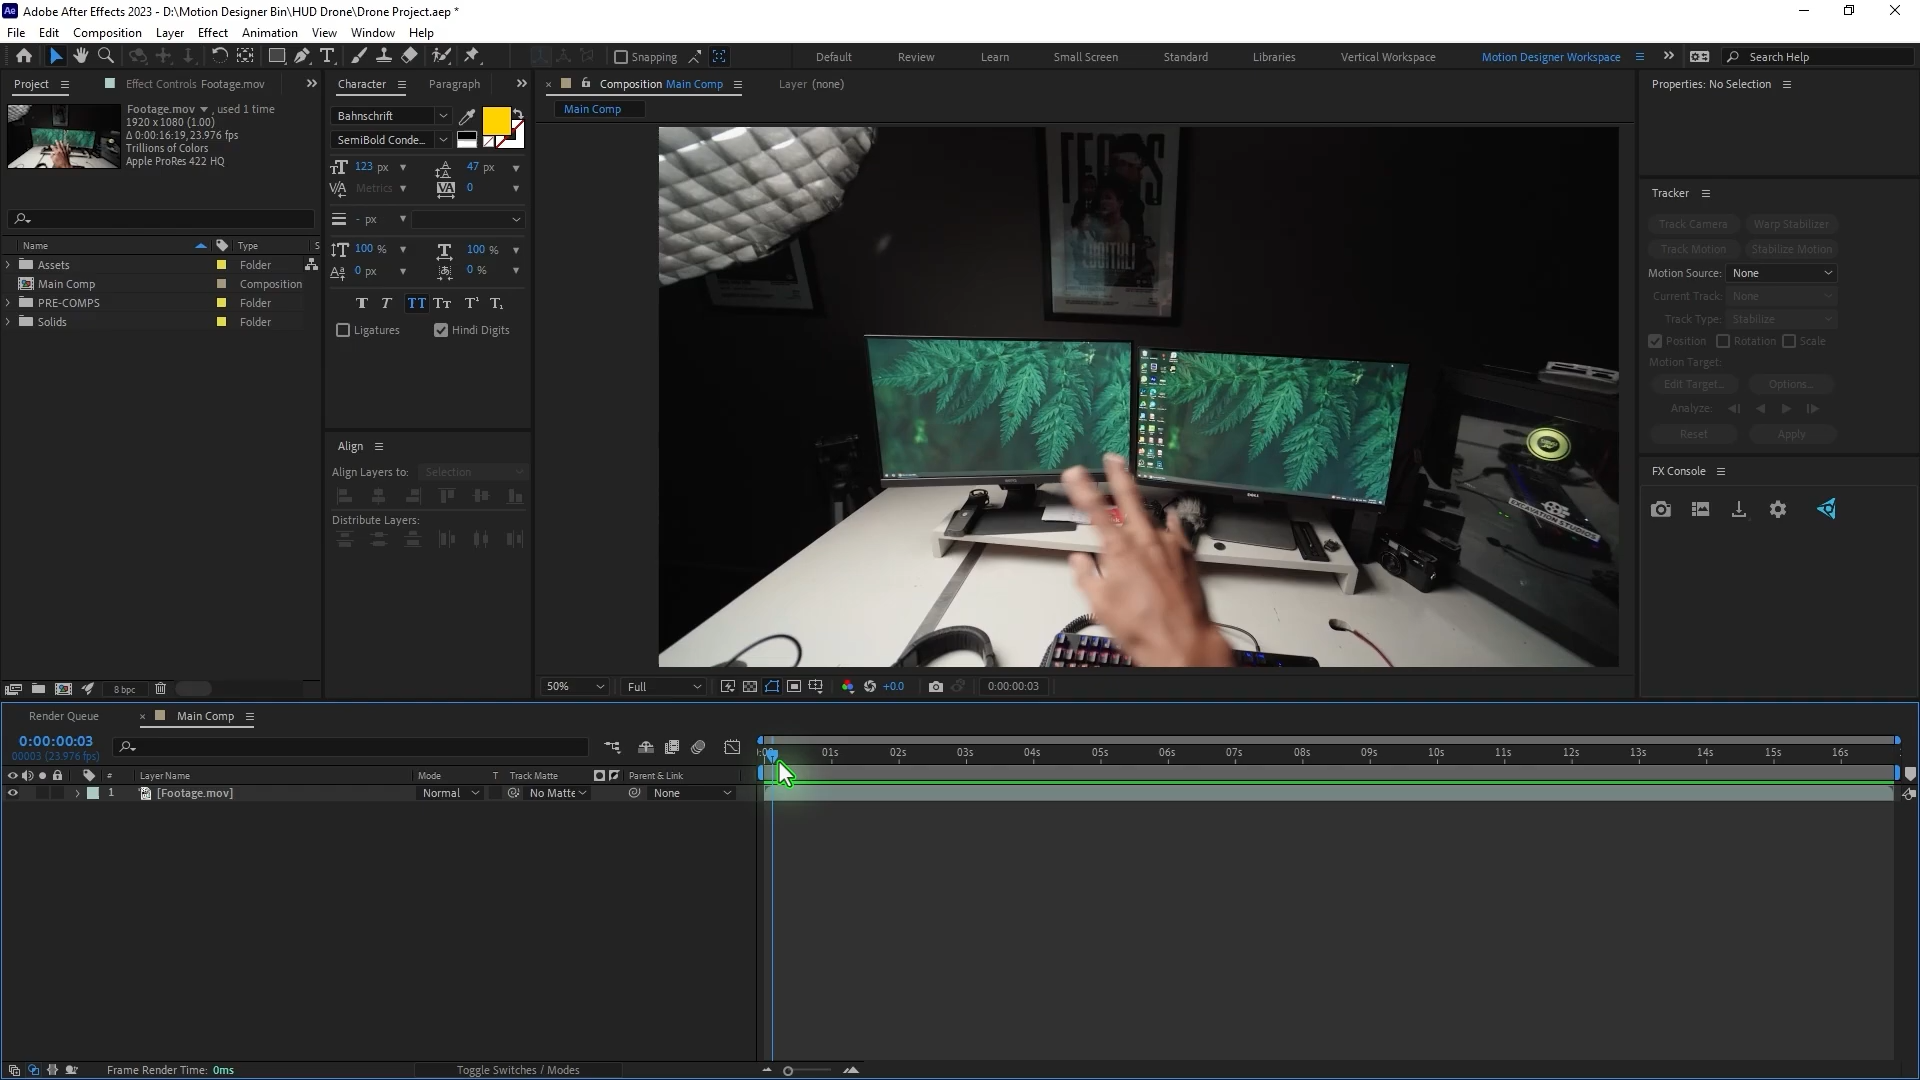 Ae Adobe After Effects 2023 - D:\Motion Designer Bin\HUD Drone\Drone Project.aep *
File Edit Composition Layer Effect Animation View Window Help
Snapping Default Review Learn Small Screen Standard Libraries Vertical Workspace Motion Designer Workspace Search Help
Project Effect Controls Footage.mov
Footage.mov , used 1 time
1920 x 1080 (1.00)
Δ 0:00:16:19, 23.976 fps
Trillions of Colors
Apple ProRes 422 HQ
Name Type S
Assets Folder
Main Comp Composition
PRE-COMPS Folder
Solids Folder
8 bpc
Character Paragraph
Bahnschrift
SemiBold Conde...
123 px 47 px
Metrics 0
- px
100 % 100 %
0 px 0 %
T T TT Tт T¹ T₁
Ligatures Hindi Digits
Align
Align Layers to: Selection
Distribute Layers:
Composition Main Comp Layer (none)
Main Comp
EXCAVATION STUDIOS
DELL
50% Full +0.0 0:00:00:03
Properties: No Selection
Tracker
Track Camera Warp Stabilizer
Track Motion Stabilize Motion
Motion Source: None
Current Track: None
Track Type: Stabilize
Position Rotation Scale
Motion Target:
Edit Target... Options...
Analyze:
Reset Apply
FX Console
Render Queue Main Comp
0:00:00:03
00003 (23.976 fps)
01s 02s 03s 04s 05s 06s 07s 08s 09s 10s 11s 12s 13s 14s 15s 16s
# Layer Name Mode T Track Matte Parent & Link
1 [Footage.mov] Normal No Matte None
Frame Render Time: 0ms Toggle Switches / Modes